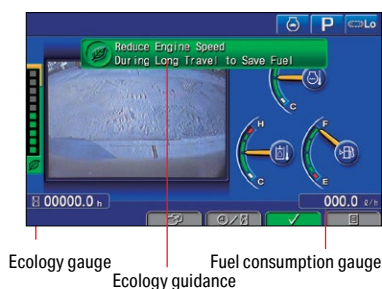 P Lo
Reduce Engine Speed
During Long Travel to Save Fuel
C
H
C
F
E
00000.0 h
000.0 ℓ/h
Ecology gauge
Ecology guidance
Fuel consumption gauge